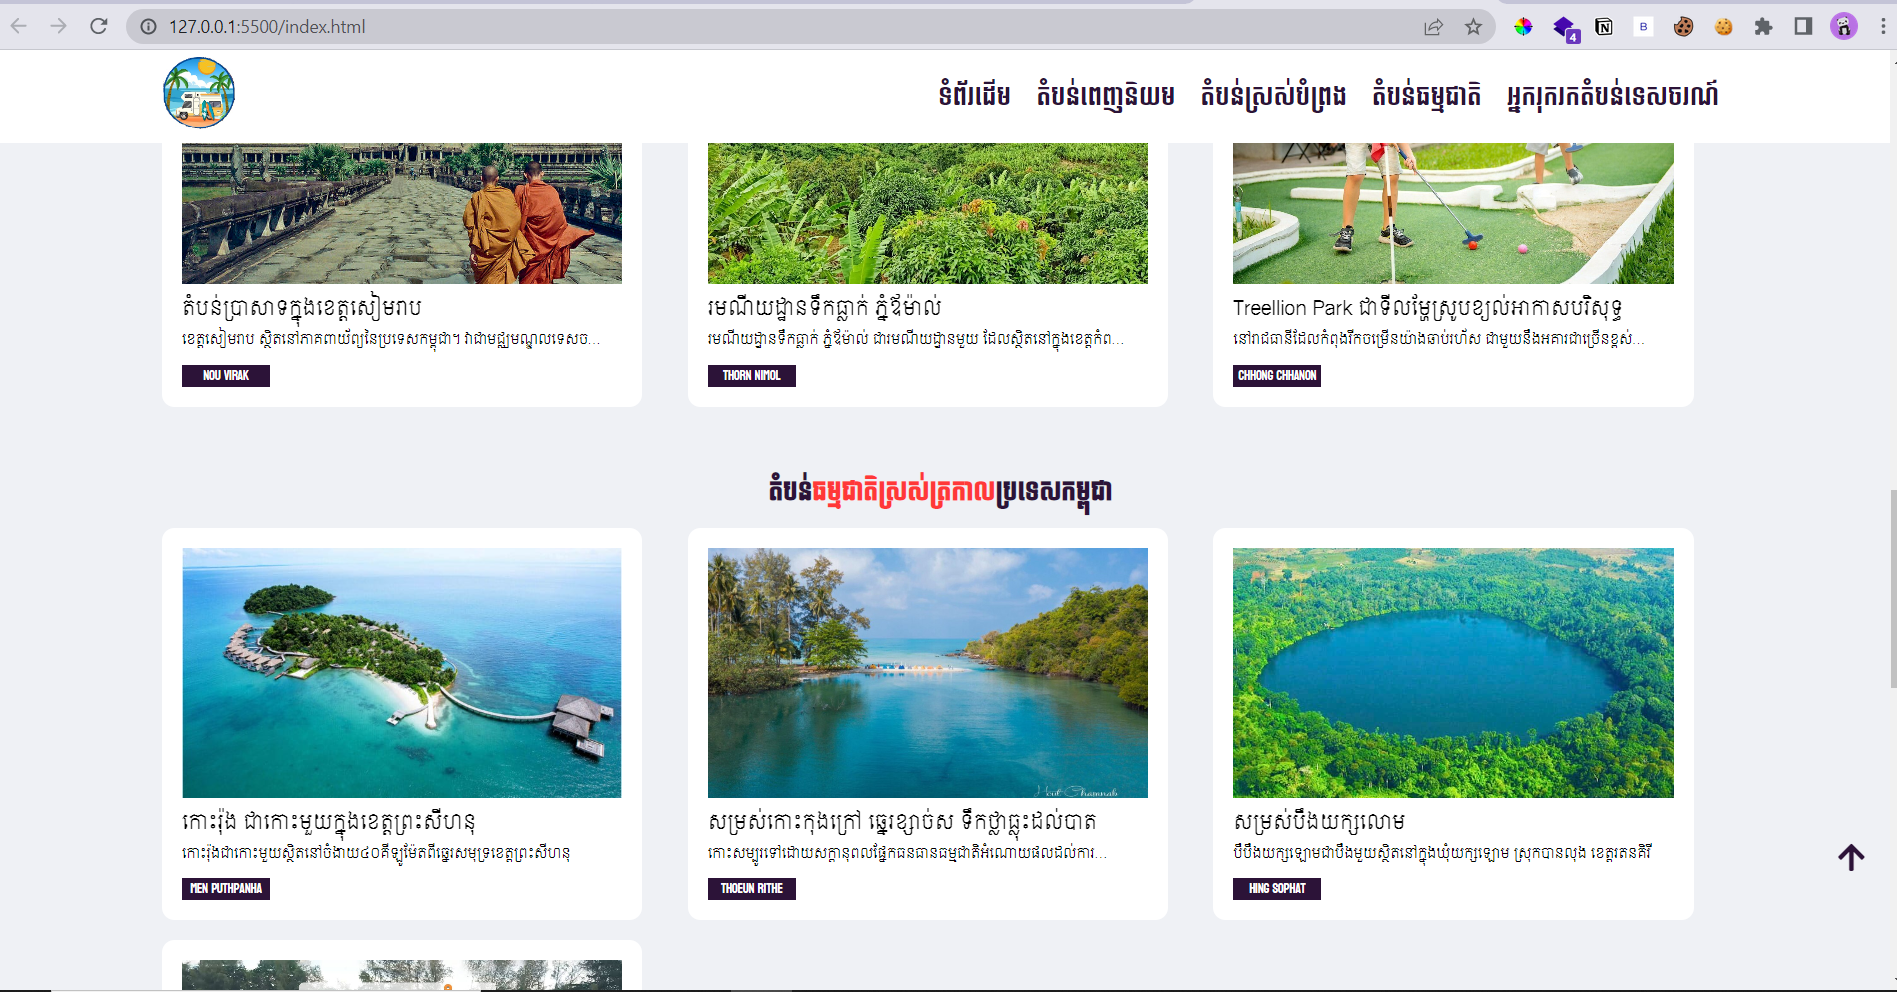 127.0.0.1:5500/index.html
4
B
ទំព័រដើម
តំបន់ពេញនិយម
តំបន់ស្រស់បំព្រង
តំបន់ធម្មជាតិ
អ្នករុករកតំបន់ទេសចរណ៍
តំបន់ប្រាសាទក្នុងខេត្តសៀមរាប
ខេត្តសៀមរាប ស្ថិតនៅភាគពាយ័ព្យនៃប្រទេសកម្ពុជា។ វាជាមជ្ឈមណ្ឌលទេសច...
NOU VIRAK
រមណីយដ្ឋានទឹកធ្លាក់ ភ្នំឱម៉ាល់
រមណីយដ្ឋានទឹកធ្លាក់ ភ្នំឱម៉ាល់ ជារមណីយដ្ឋានមួយ ដែលស្ថិតនៅក្នុងខេត្តកំព...
THORN NIMOL
Treellion Park ជាទីលម្ហែស្រូបខ្យល់អាកាសបរិសុទ្ធ
នៅរាជធានីដែលកំពុងរីកចម្រើនយ៉ាងឆាប់រហ័ស ជាមួយនឹងអគារជាច្រើនខ្ពស់...
CHHONG CHHANON
តំបន់ធម្មជាតិស្រស់ត្រកាលប្រទេសកម្ពុជា
កោះរ៉ុង ជាកោះមួយក្នុងខេត្តព្រះសីហនុ
កោះរ៉ុងជាកោះមួយស្ថិតនៅចំងាយ៤០គីឡូម៉ែតពីឆ្នេរសមុទ្រខេត្តព្រះសីហនុ
MEN PUTHPANHA
Hout Chamnab
សម្រស់កោះកុងក្រៅ ឆ្នេរខ្សាច់ស ទឹកថ្លាធ្លុះដល់បាត
កោះសម្បូរទៅដោយសក្តានុពលផ្នែកធនធានធម្មជាតិអំណោយផលដល់ការ...
THOEUN RITHE
សម្រស់បឹងយក្សលោម
បឹបឹងយក្សឡោមជាបឹងមួយស្ថិតនៅក្នុងឃុំយក្សឡោម ស្រុកបានលុង ខេត្តរតនគិរី
HING SOPHAT